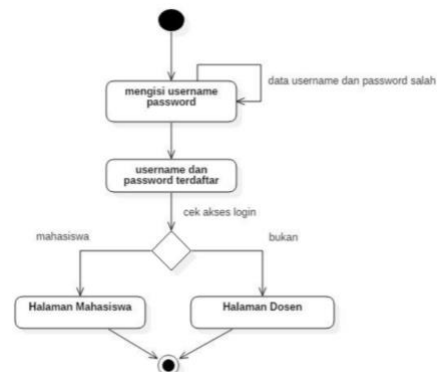 mengisi username
password
data username dan password salah
username dan
password terdaftar
cek akses login
mahasiswa
bukan
Halaman Mahasiswa
Halaman Dosen